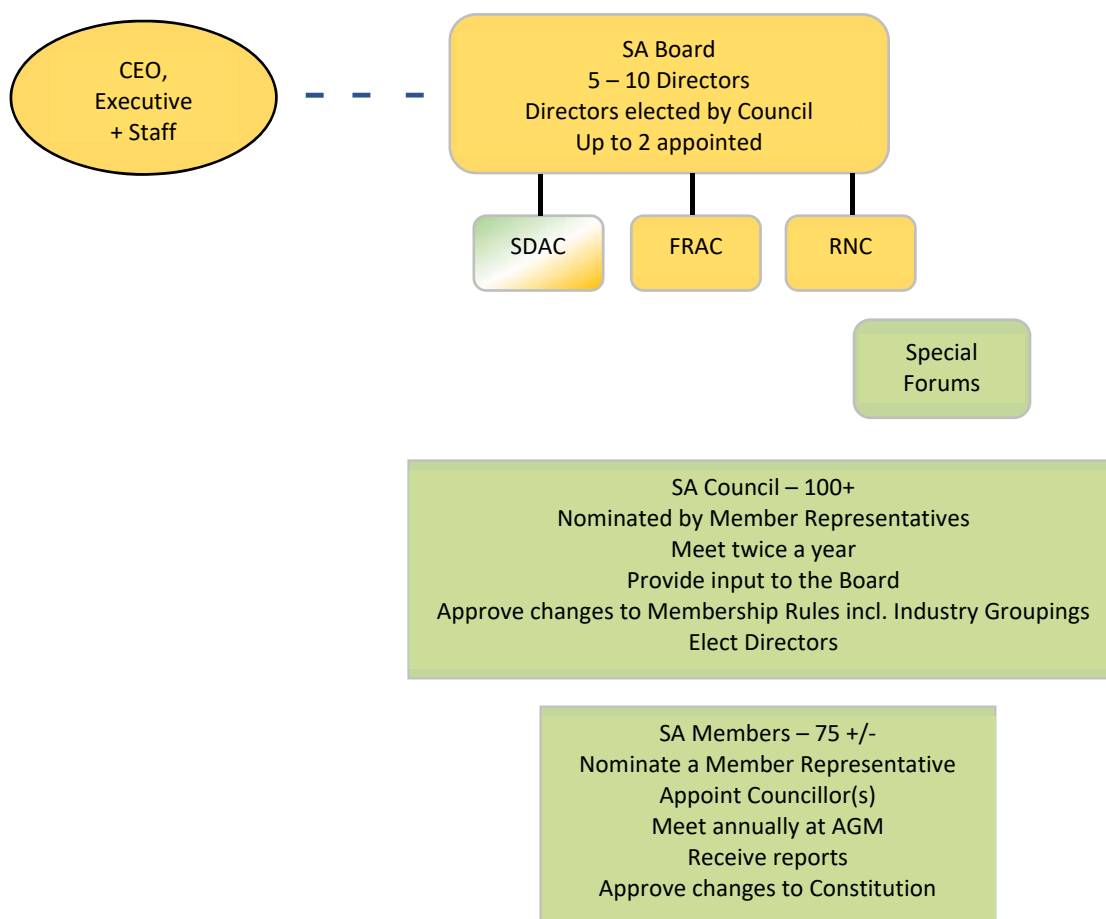 CEO,
Executive
+ Staff
SA Board
5 – 10 Directors
Directors elected by Council
Up to 2 appointed
SDAC
FRAC
RNC
Special
Forums
SA Council – 100+
Nominated by Member Representatives
Meet twice a year
Provide input to the Board
Approve changes to Membership Rules incl. Industry Groupings
Elect Directors
SA Members – 75 +/-
Nominate a Member Representative
Appoint Councillor(s)
Meet annually at AGM
Receive reports
Approve changes to Constitution